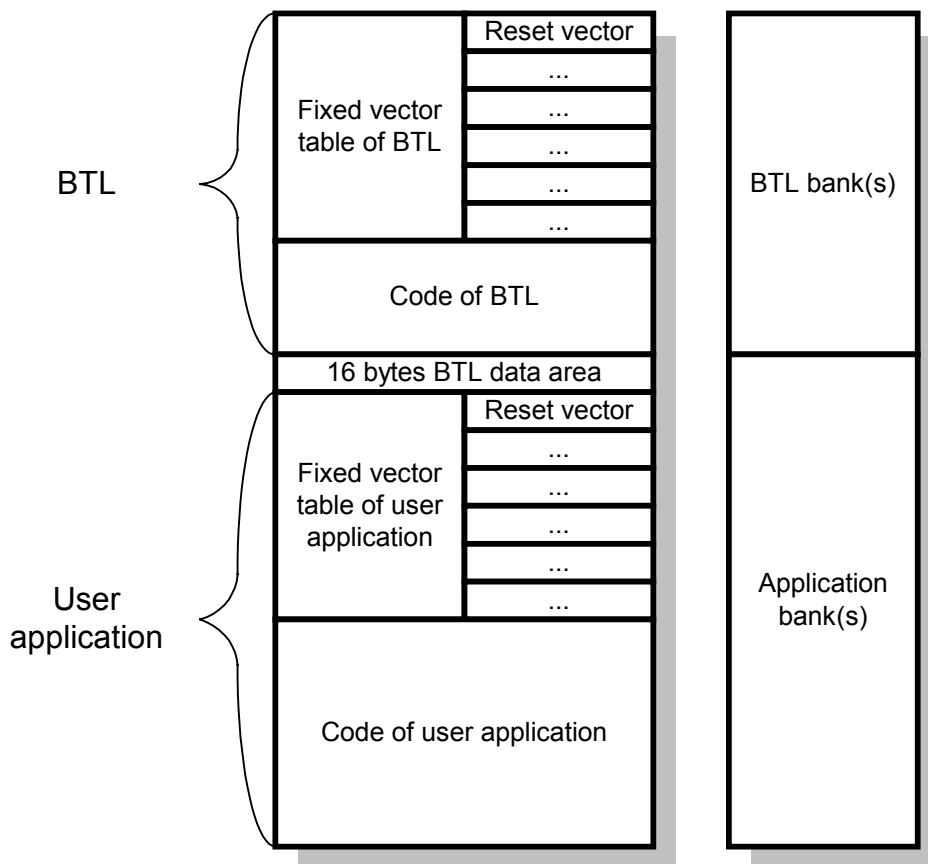 Reset vector
...
...
...
...
...
Fixed vector
table of BTL
BTL
BTL bank(s)
Code of BTL
16 bytes BTL data area
Reset vector
...
...
...
...
...
Fixed vector
table of user
application
User
application
Application
bank(s)
Code of user application